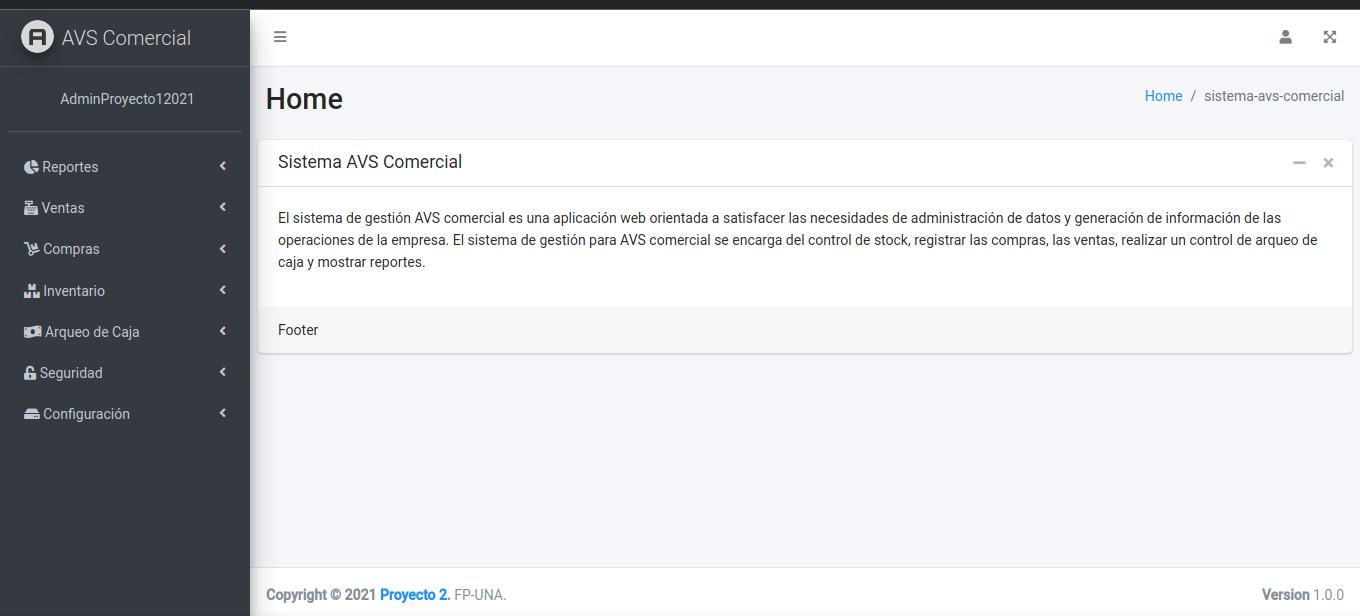 AVS Comercial
AdminProyecto12021
Reportes
Ventas
Compras
Inventario
Arqueo de Caja
Seguridad
Configuración
Home
Home / sistema-avs-comercial
Sistema AVS Comercial
El sistema de gestión AVS comercial es una aplicación web orientada a satisfacer las necesidades de administración de datos y generación de información de las
operaciones de la empresa. El sistema de gestión para AVS comercial se encarga del control de stock, registrar las compras, las ventas, realizar un control de arqueo de
caja y mostrar reportes.
Footer
Copyright © 2021 Proyecto 2. FP-UNA.
Version 1.0.0